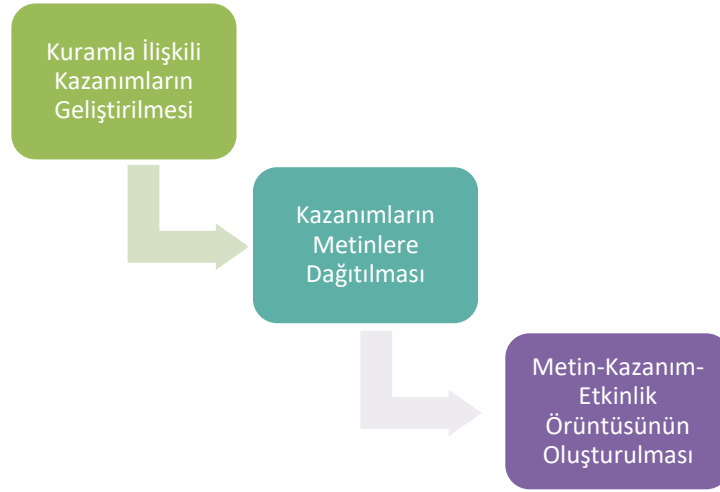 Kuramla İlişkili
Kazanımların
Geliştirilmesi
Kazanımların
Metinlere
Dağıtılması
Metin-Kazanım-
Etkinlik
Örüntüsünün
Oluşturulması